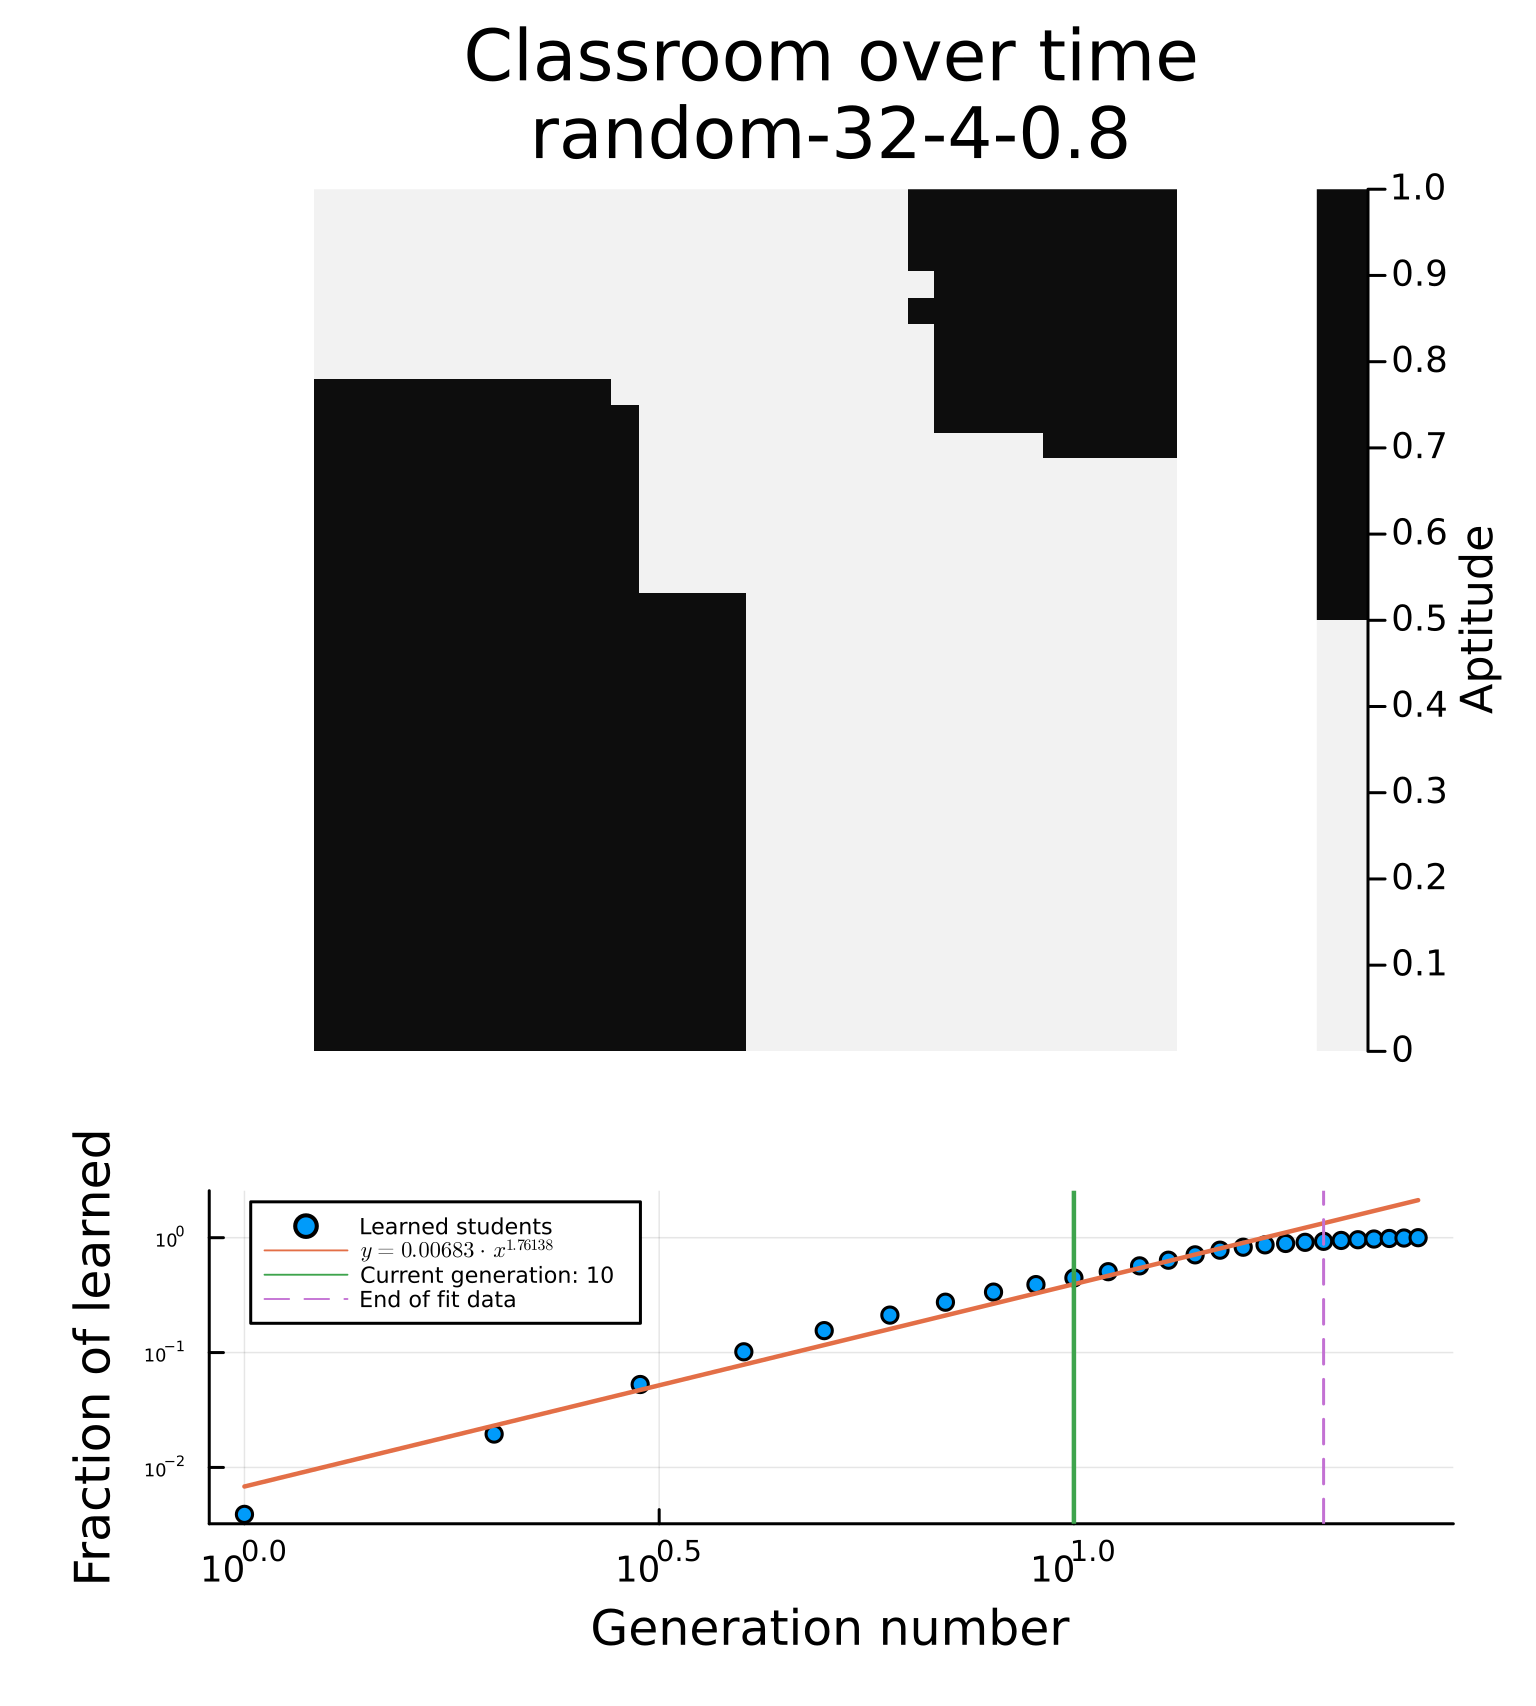 Classroom over time
random-32-4-0.8
1.0
0.9
0.8
0.7
0.6
0.5
0.4
0.3
0.2
0.1
0
Aptitude
Fraction of learned
10⁰
10⁻¹
10⁻²
Learned students
y = 0.00683 · x^1.76138
Current generation: 10
End of fit data
10^0.0
10^0.5
10^1.0
Generation number